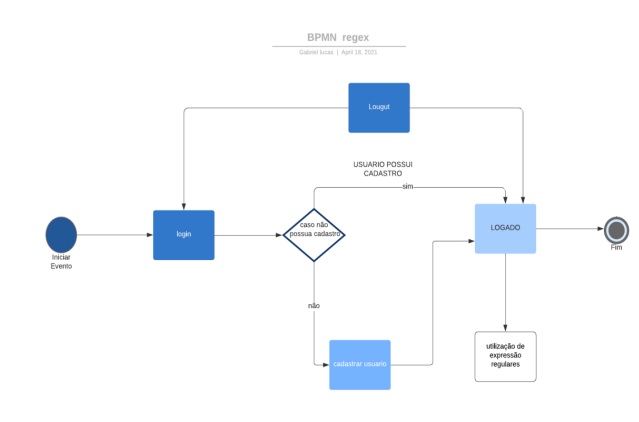 BPMN regex
Gabriel lucas | April 18, 2021
Lougut
USUARIO POSSUI
CADASTRO
sim
caso não
possua cadastro
login
LOGADO
Iniciar
Evento
Fim
não
utilização de
expressão
regulares
cadastrar usuario